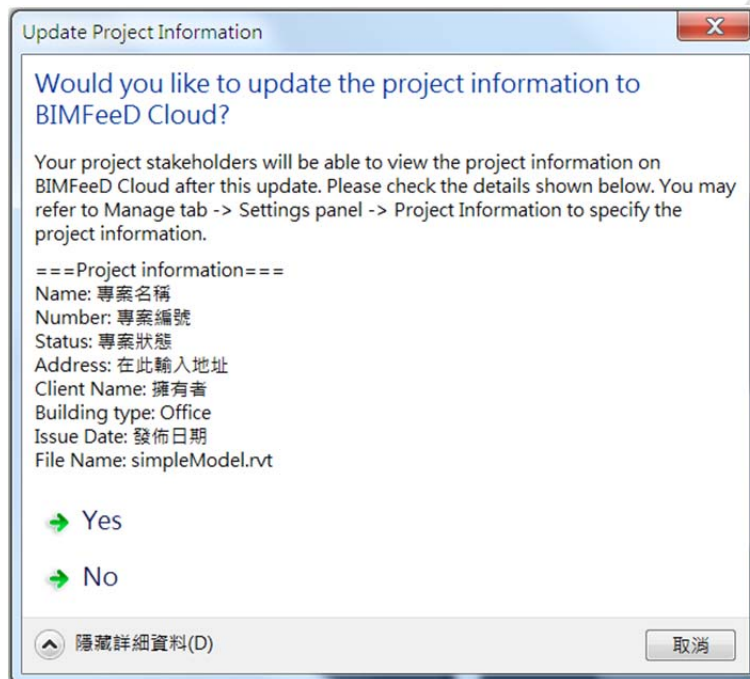 Update Project Information
Would you like to update the project information to
BIMFeeD Cloud?
Your project stakeholders will be able to view the project information on
BIMFeeD Cloud after this update. Please check the details shown below. You may
refer to Manage tab -> Settings panel -> Project Information to specify the
project information.
===Project information===
Name: 專案名稱
Number: 專案編號
Status: 專案狀態
Address: 在此輸入地址
Client Name: 擁有者
Building type: Office
Issue Date: 發佈日期
File Name: simpleModel.rvt
Yes
No
隱藏詳細資料(D)
取消